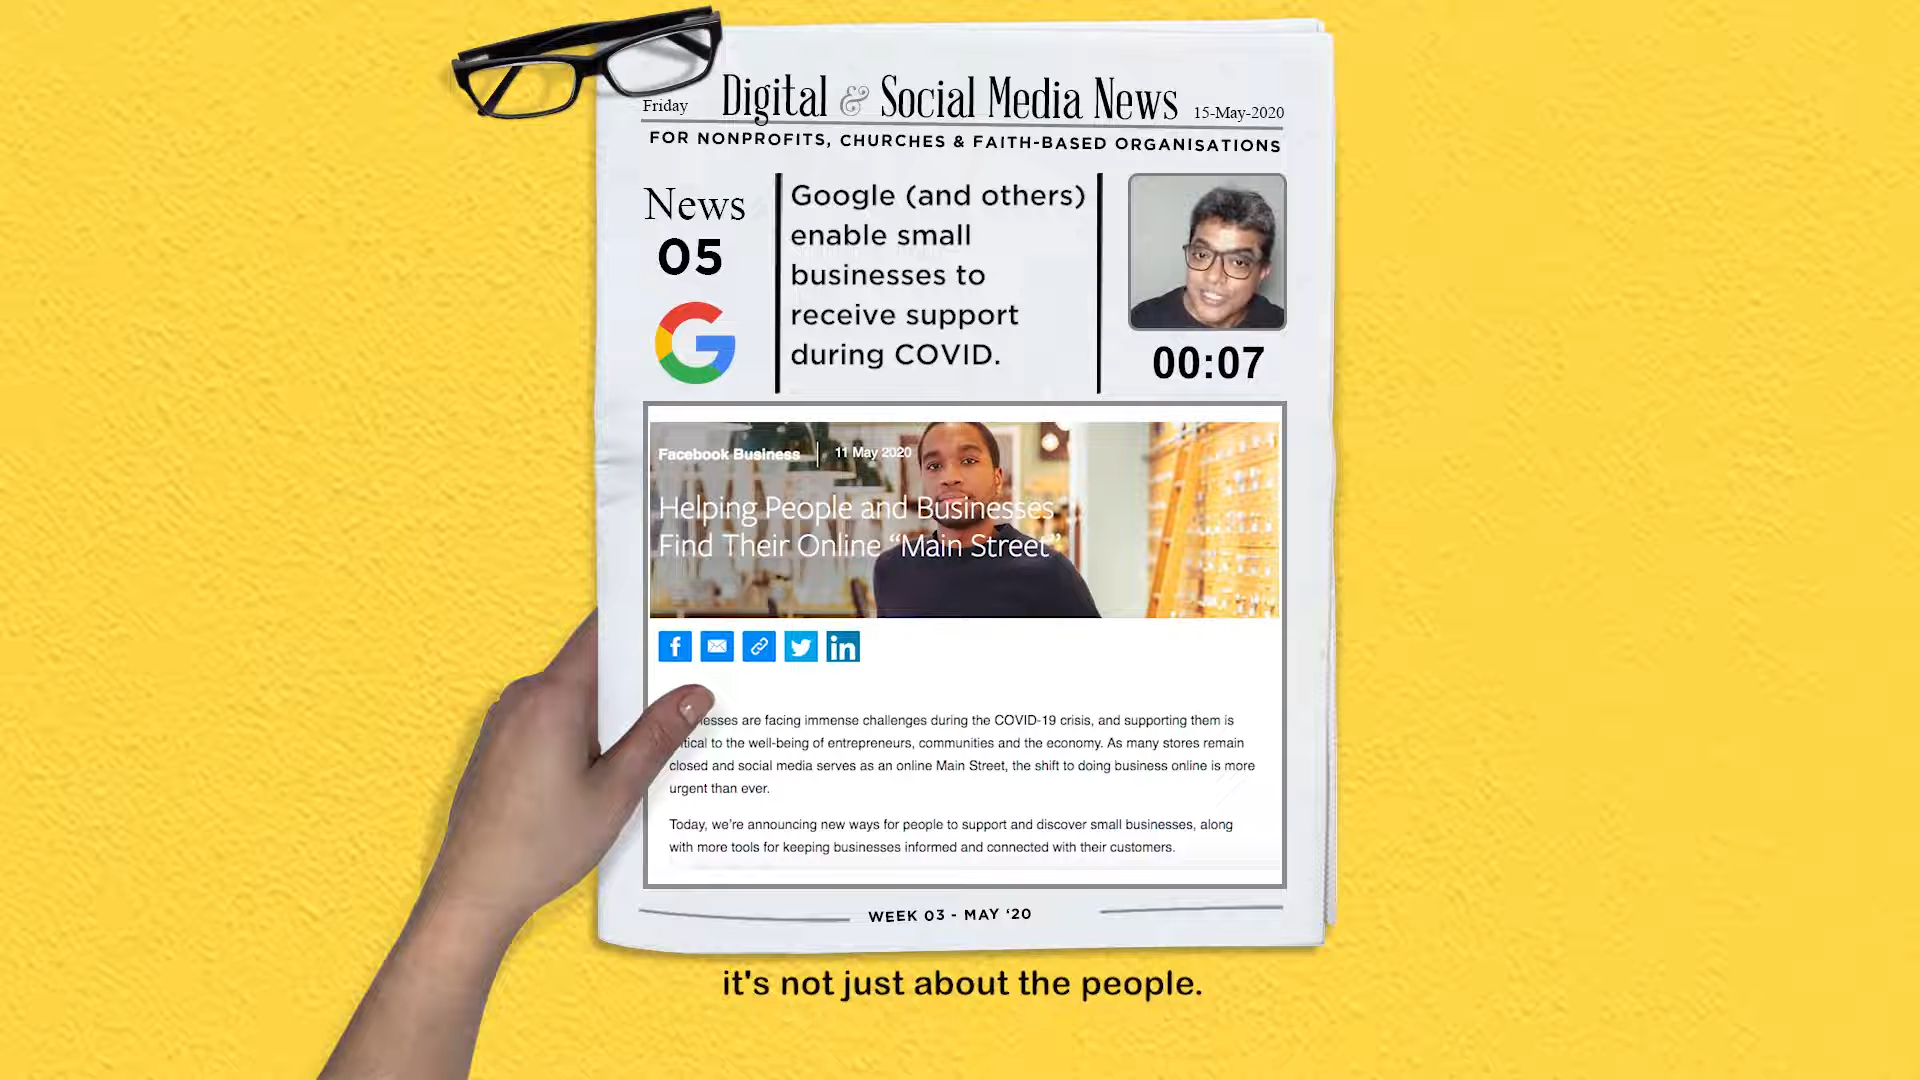 Friday
Digital & Social Media News
15-May-2020
FOR NONPROFITS, CHURCHES & FAITH-BASED ORGANISATIONS
News
05
Google (and others)
enable small
businesses to
receive support
during COVID.
00:07
Facebook Business | 11 May 2020
Helping People and Businesses
Find Their Online “Main Street”
f
in
esses are facing immense challenges during the COVID-19 crisis, and supporting them is
tical to the well-being of entrepreneurs, communities and the economy. As many stores remain
closed and social media serves as an online Main Street, the shift to doing business online is more
urgent than ever.
Today, we're announcing new ways for people to support and discover small businesses, along
with more tools for keeping businesses informed and connected with their customers.
WEEK 03 - MAY ‘20
it's not just about the people.